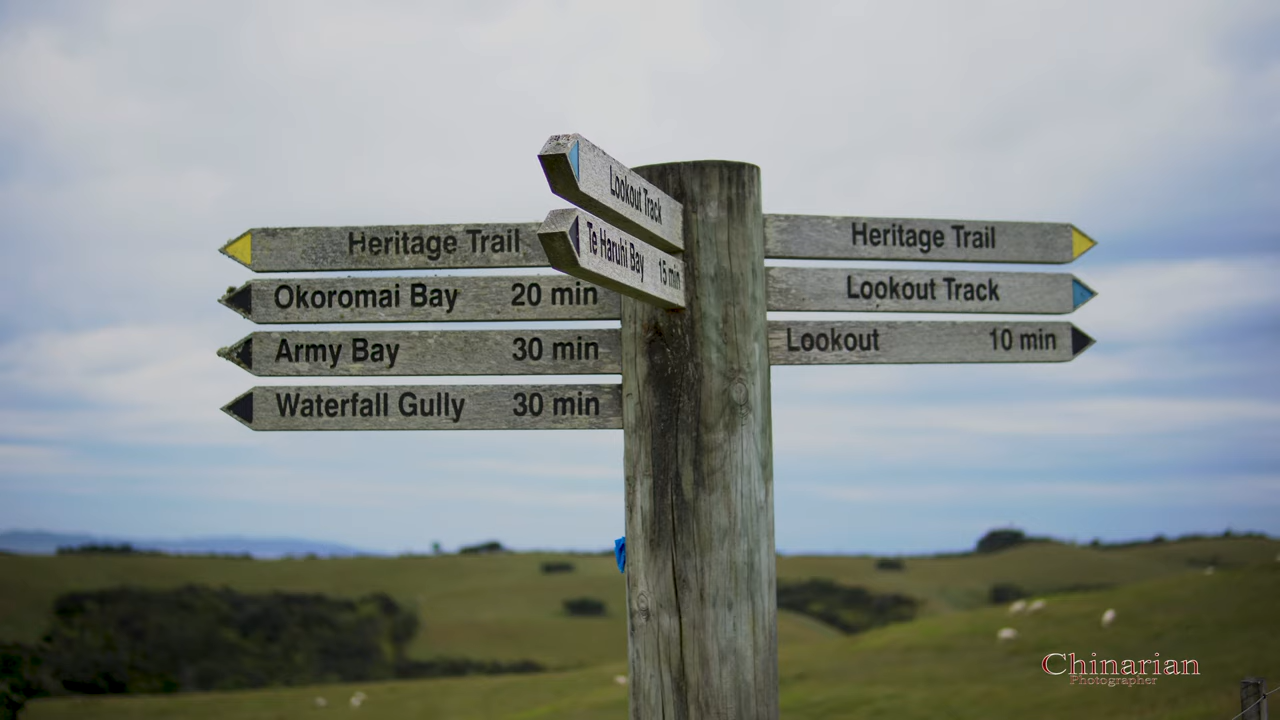 Lookout Track
Te Haruhi Bay 15 min
Heritage Trail
Okoromai Bay 20 min
Army Bay 30 min
Waterfall Gully 30 min
Heritage Trail
Lookout Track
Lookout 10 min
Chinarian
Photographer